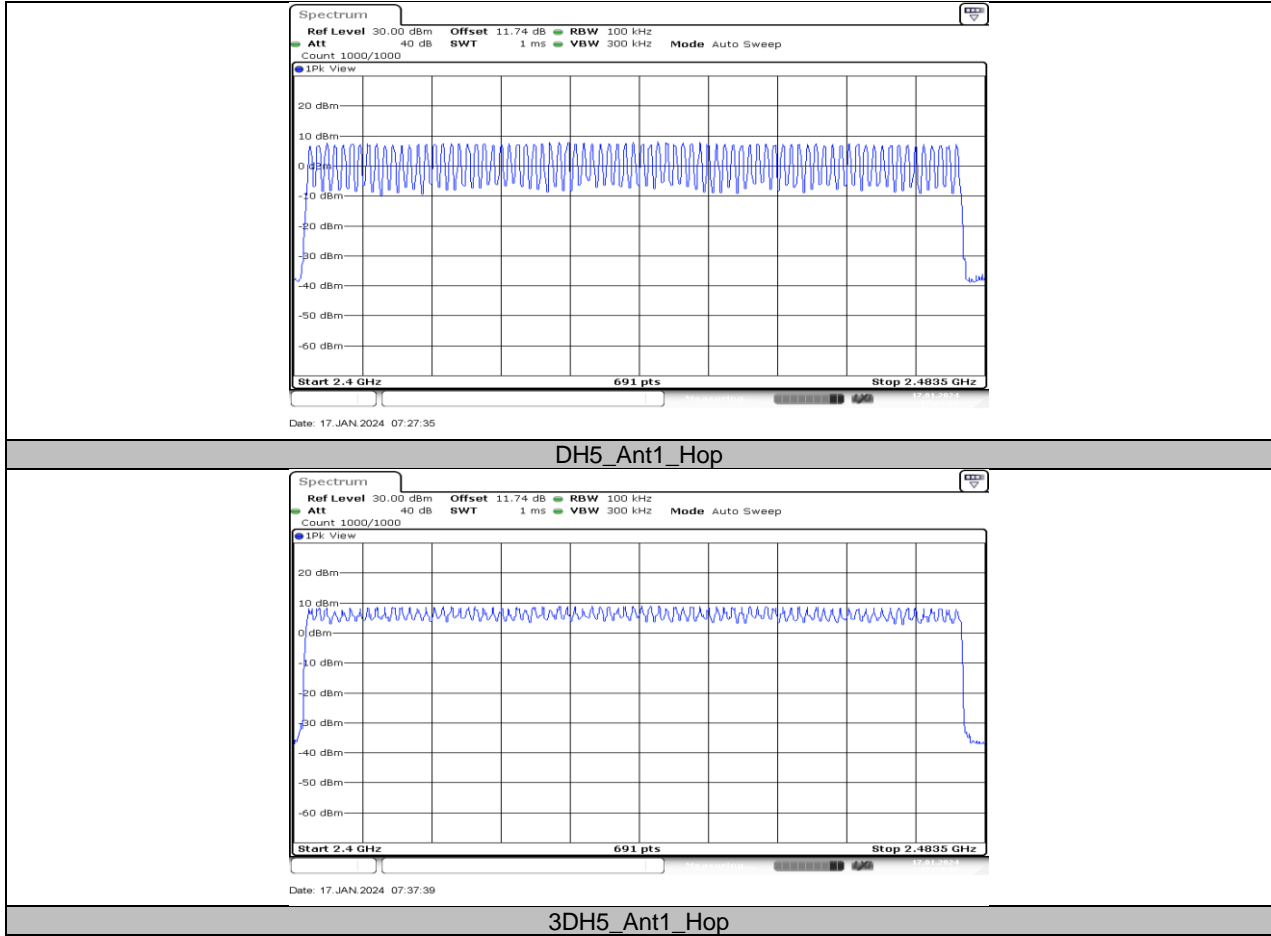 Spectrum
Ref Level 30.00 dBm Offset 11.74 dB RBW 100 kHz
Att 40 dB SWT 1 ms VBW 300 kHz Mode Auto Sweep
Count 1000/1000
1Pk View
20 dBm
10 dBm
0 dBm
-10 dBm
-20 dBm
-30 dBm
-40 dBm
-50 dBm
-60 dBm
Start 2.4 GHz 691 pts Stop 2.4835 GHz
Date: 17.JAN.2024 07:27:35
DH5_Ant1_Hop
Spectrum
Ref Level 30.00 dBm Offset 11.74 dB RBW 100 kHz
Att 40 dB SWT 1 ms VBW 300 kHz Mode Auto Sweep
Count 1000/1000
1Pk View
20 dBm
10 dBm
0 dBm
-10 dBm
-20 dBm
-30 dBm
-40 dBm
-50 dBm
-60 dBm
Start 2.4 GHz 691 pts Stop 2.4835 GHz
Date: 17.JAN.2024 07:37:39
3DH5_Ant1_Hop